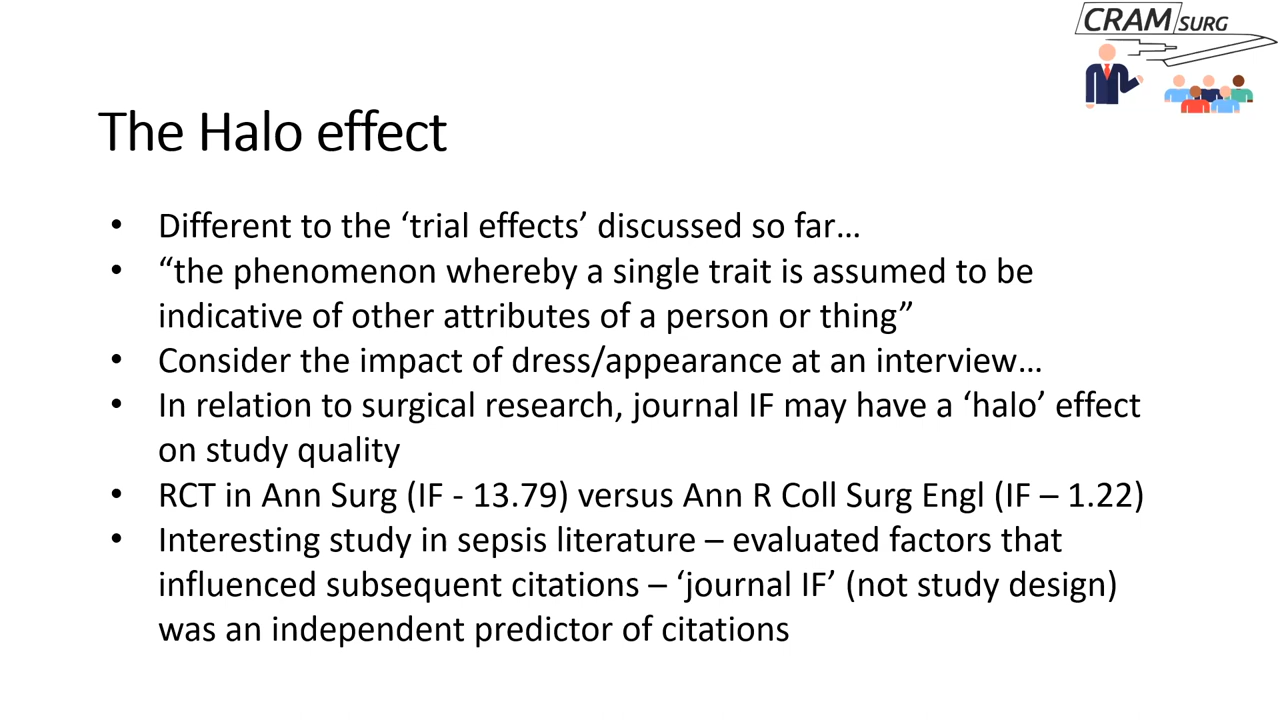 CRAM SURG
The Halo effect
• Different to the ‘trial effects’ discussed so far…
• “the phenomenon whereby a single trait is assumed to be
indicative of other attributes of a person or thing”
• Consider the impact of dress/appearance at an interview…
• In relation to surgical research, journal IF may have a ‘halo’ effect
on study quality
• RCT in Ann Surg (IF - 13.79) versus Ann R Coll Surg Engl (IF – 1.22)
• Interesting study in sepsis literature – evaluated factors that
influenced subsequent citations – ‘journal IF’ (not study design)
was an independent predictor of citations